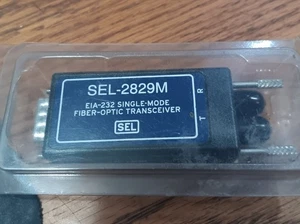 SEL-2829M
EIA-232 SINGLE-MODE
FIBER-OPTIC TRANSCEIVER
SEL
R
T